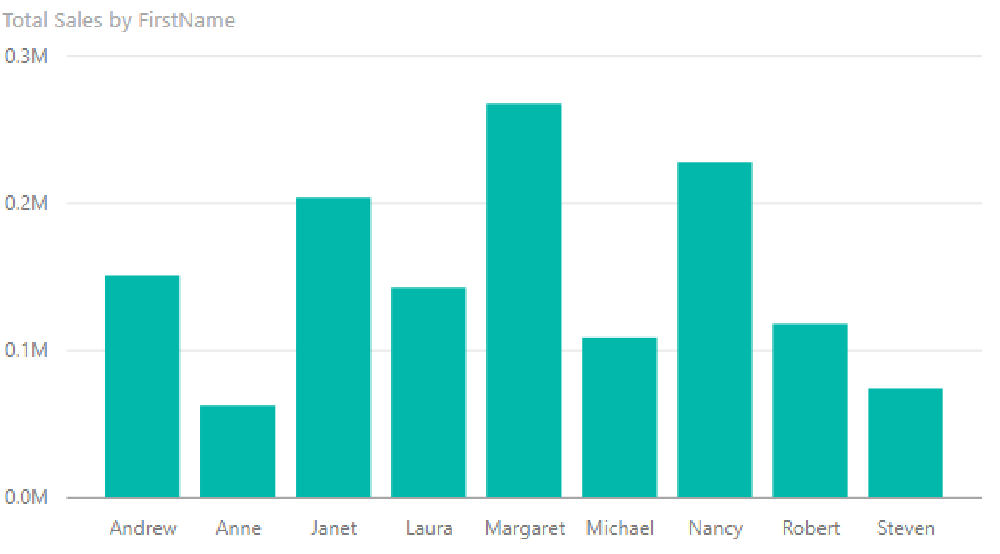 Total Sales by FirstName
0.3M
0.2M
0.1M
0.0M
Andrew Anne Janet Laura Margaret Michael Nancy Robert Steven